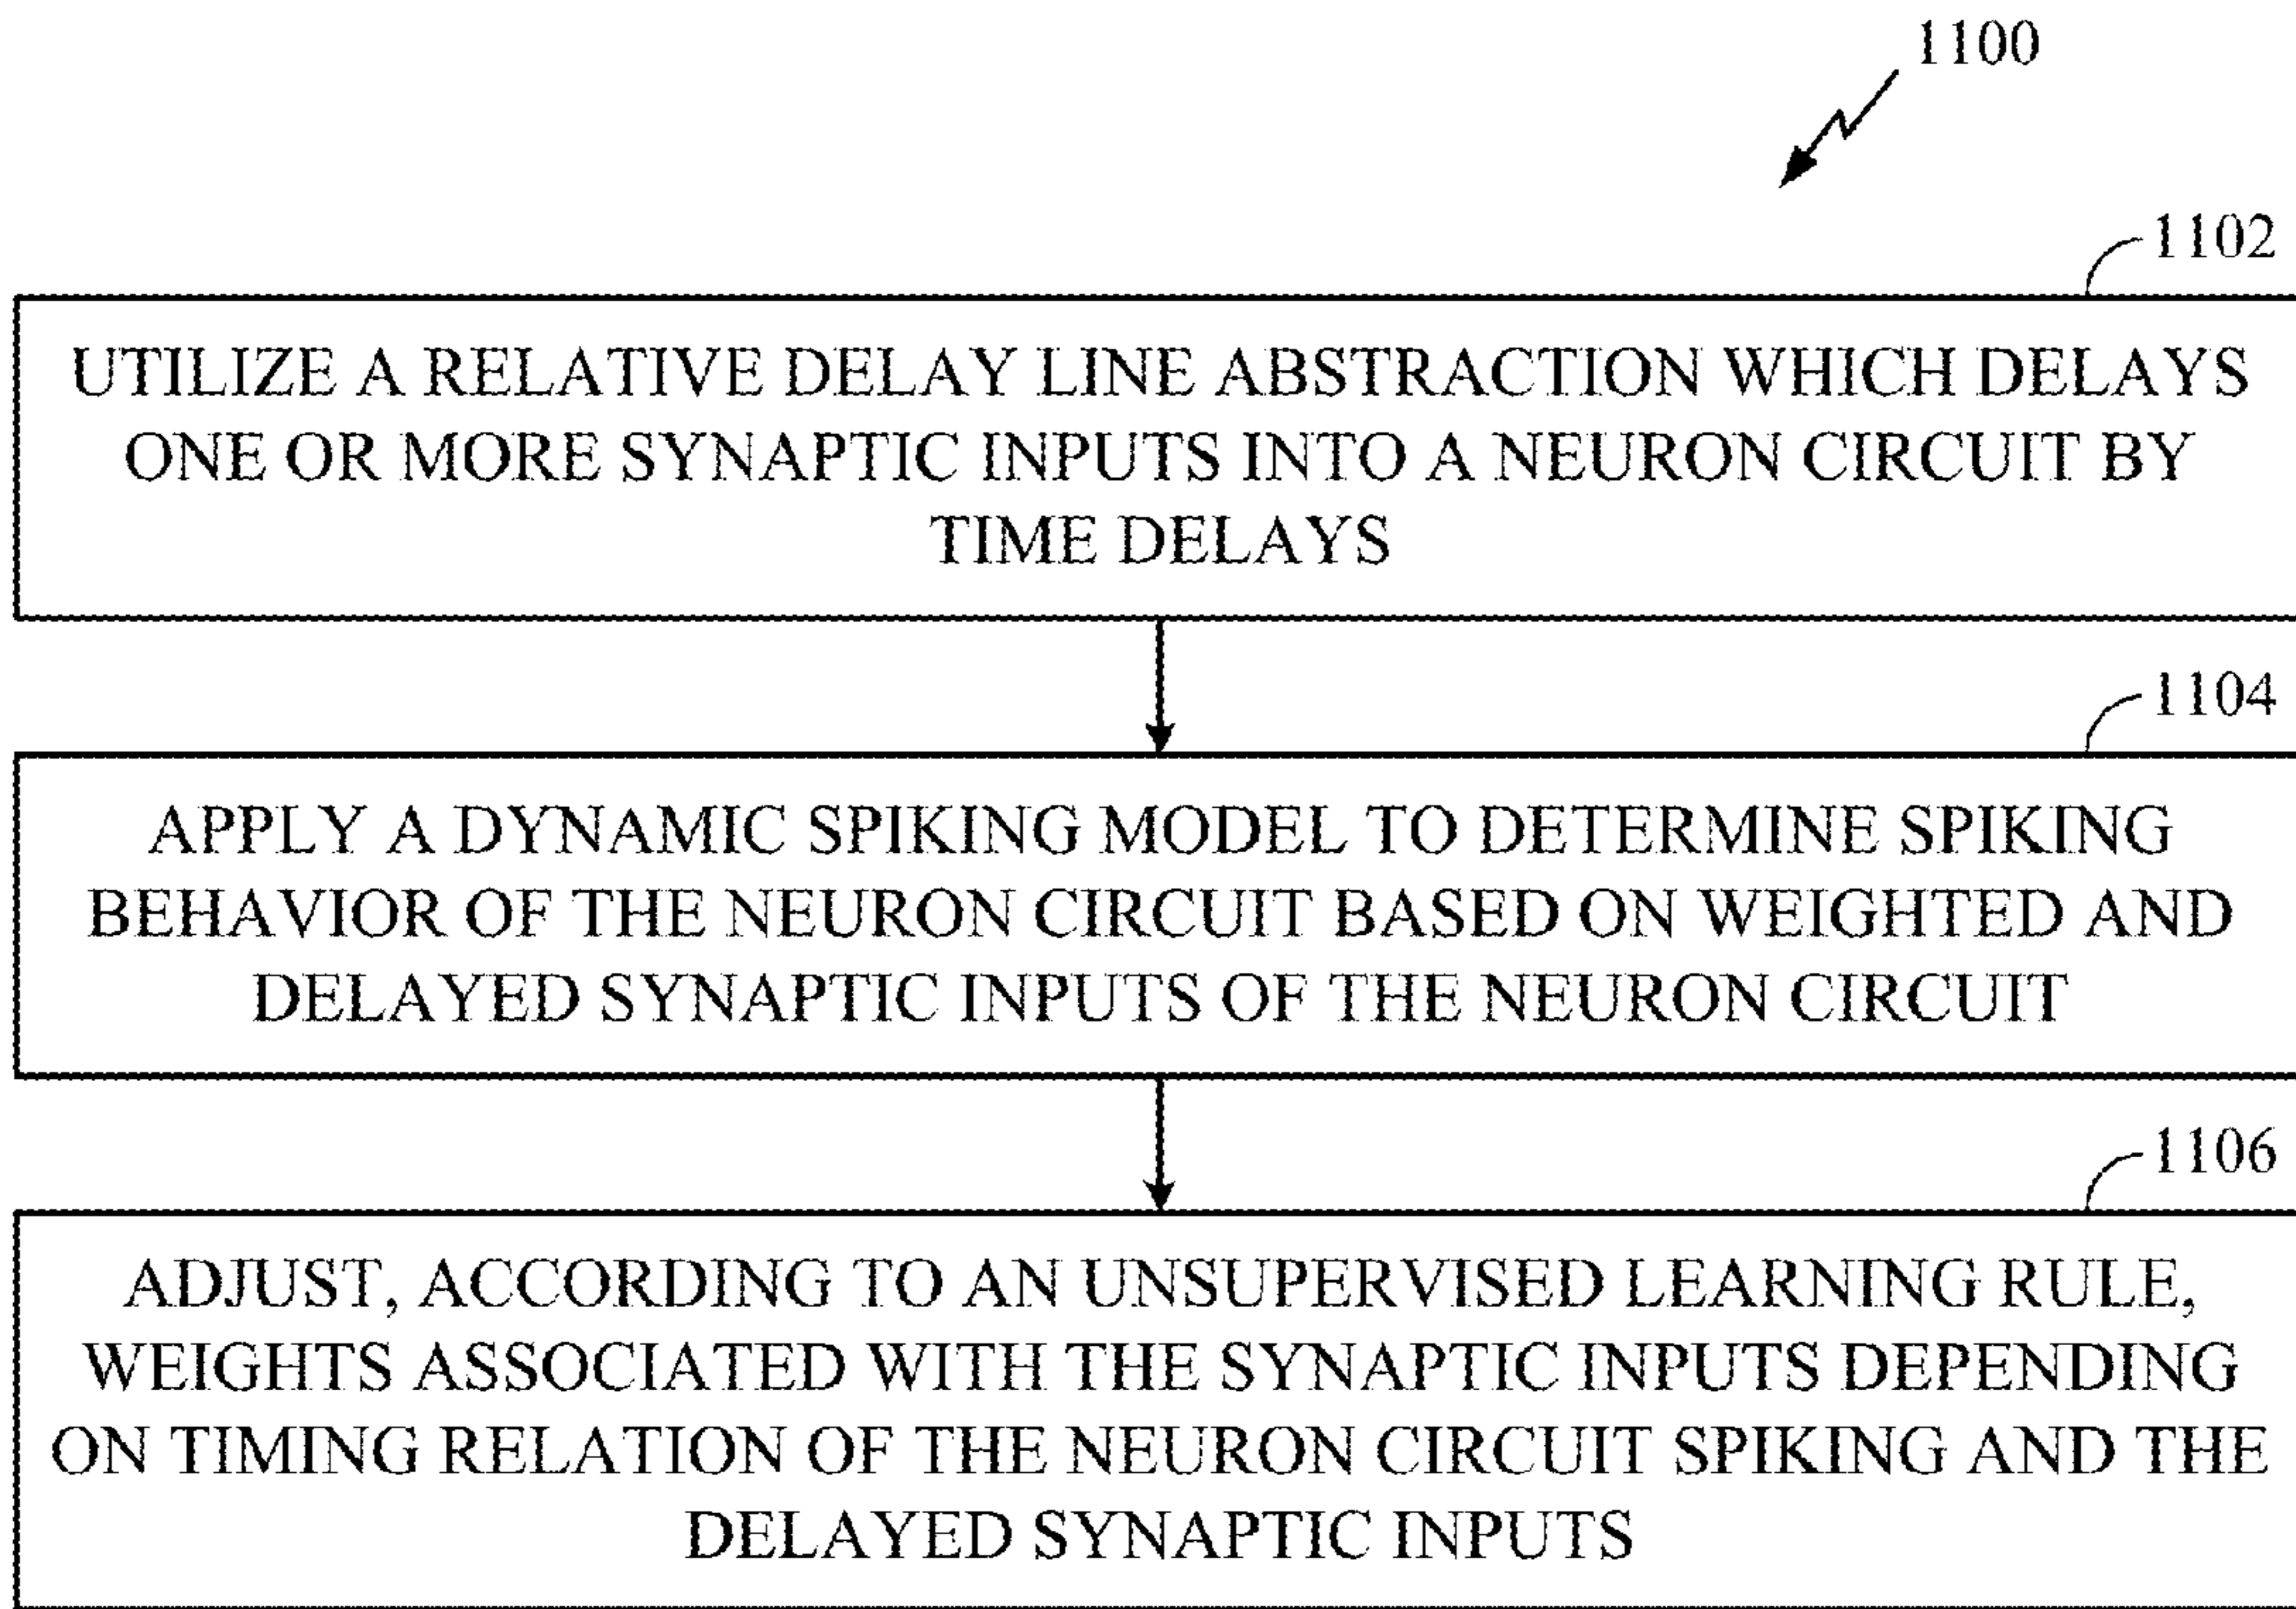 1100
1102
UTILIZE A RELATIVE DELAY LINE ABSTRACTION WHICH DELAYS
ONE OR MORE SYNAPTIC INPUTS INTO A NEURON CIRCUIT BY
TIME DELAYS
1104
APPLY A DYNAMIC SPIKING MODEL TO DETERMINE SPIKING
BEHAVIOR OF THE NEURON CIRCUIT BASED ON WEIGHTED AND
DELAYED SYNAPTIC INPUTS OF THE NEURON CIRCUIT
1106
ADJUST, ACCORDING TO AN UNSUPERVISED LEARNING RULE,
WEIGHTS ASSOCIATED WITH THE SYNAPTIC INPUTS DEPENDING
ON TIMING RELATION OF THE NEURON CIRCUIT SPIKING AND THE
DELAYED SYNAPTIC INPUTS